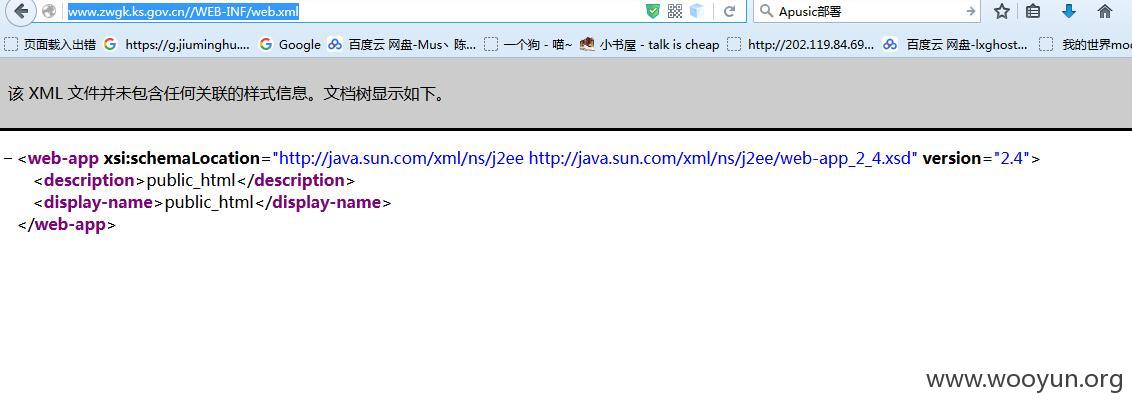 www.zwgk.ks.gov.cn//WEB-INF/web.xml
Apusic部署
页面载入出错 https://g.jiuminghu.... Google 百度云 网盘-Mus丶陈... 一个狗 - 喵~ 小书屋 - talk is cheap http://202.119.84.69... 百度云 网盘-lxghost... 我的世界mod
该 XML 文件并未包含任何关联的样式信息。文档树显示如下。
− <web-app xsi:schemaLocation="http://java.sun.com/xml/ns/j2ee http://java.sun.com/xml/ns/j2ee/web-app_2_4.xsd" version="2.4">
<description>public_html</description>
<display-name>public_html</display-name>
</web-app>
www.wooyun.org